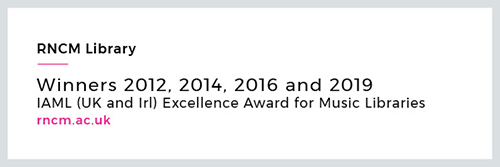 RNCM Library
Winners 2012, 2014, 2016 and 2019
IAML (UK and Irl) Excellence Award for Music Libraries
rncm.ac.uk